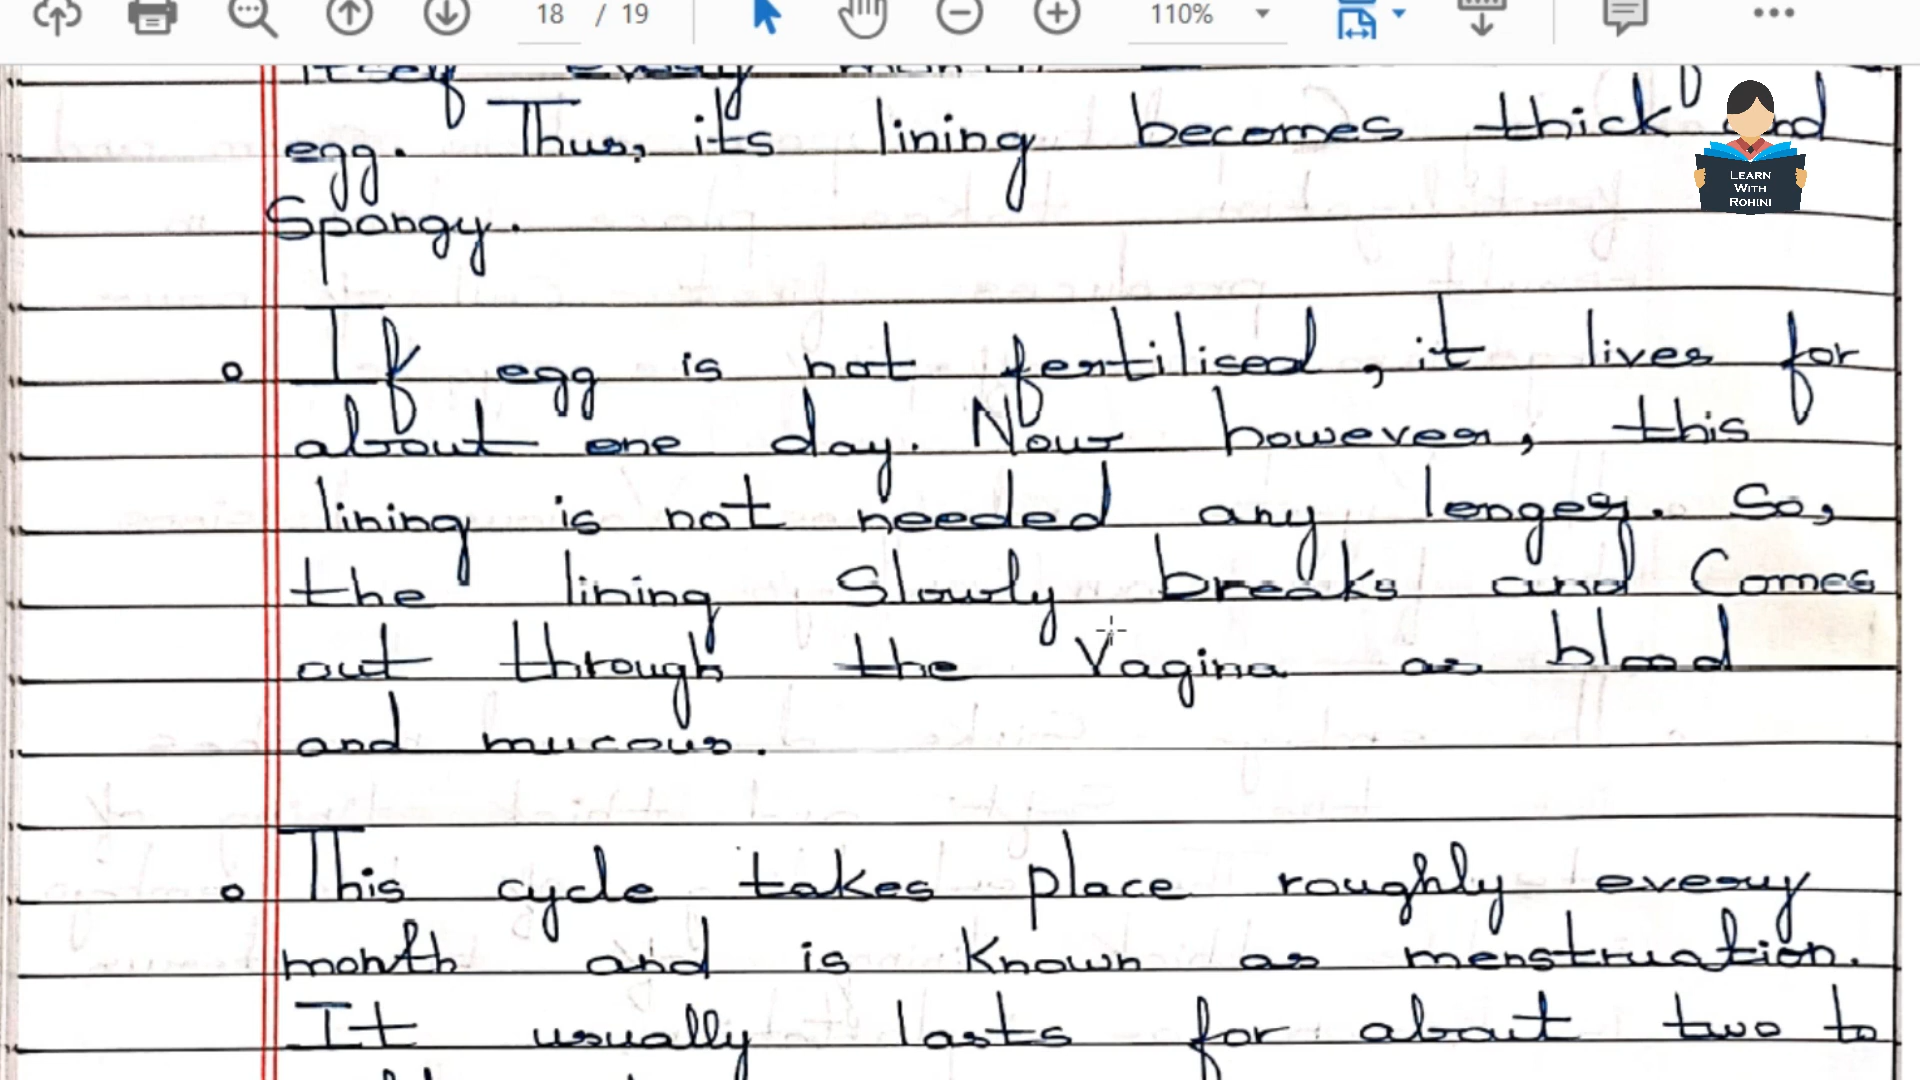 18 / 19
110%
itself every
egg. Thus, its lining becomes thick and
Spongy.
LEARN
WITH
ROHINI
If egg is not fertilised, it lives for
about one day. Now however, this
lining is not needed any longer. So,
the lining Slowly breaks and Comes
out through the Vagina as blood
and mucous.
This cycle takes place roughly every
month and is Known as menstruation.
It usually lasts for about two to